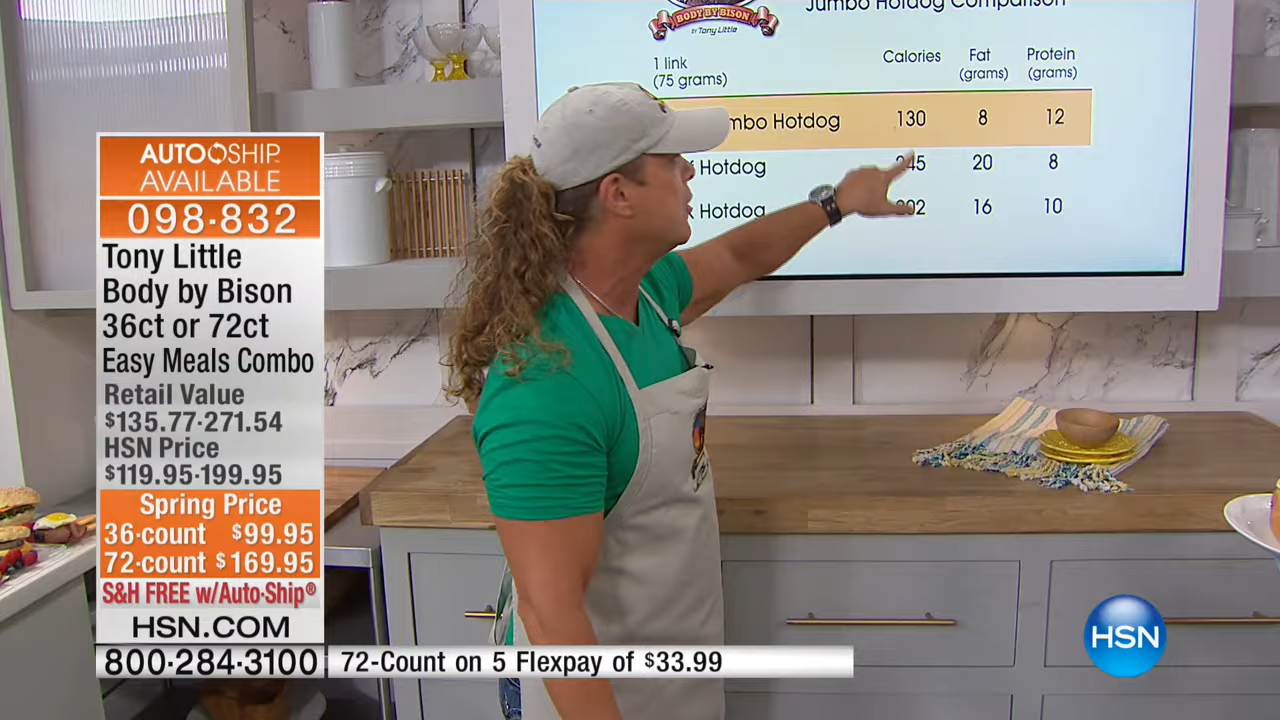 BODY BY BISON
BY Tony Little
Jumbo Hotdog Comparison
1 link
(75 grams)
Calories
Fat
(grams)
Protein
(grams)
Hotdog
130
8
12
Hotdog
20
8
Hotdog
16
10
AUTOSHIP
AVAILABLE
098-832
Tony Little
Body by Bison
36ct or 72ct
Easy Meals Combo
Retail Value
$135.77-271.54
HSN Price
$119.95-199.95
Spring Price
36-count $99.95
72-count $169.95
S&H FREE w/Auto-Ship®
HSN.COM
800-284-3100
72-Count on 5 Flexpay of $33.99
HSN